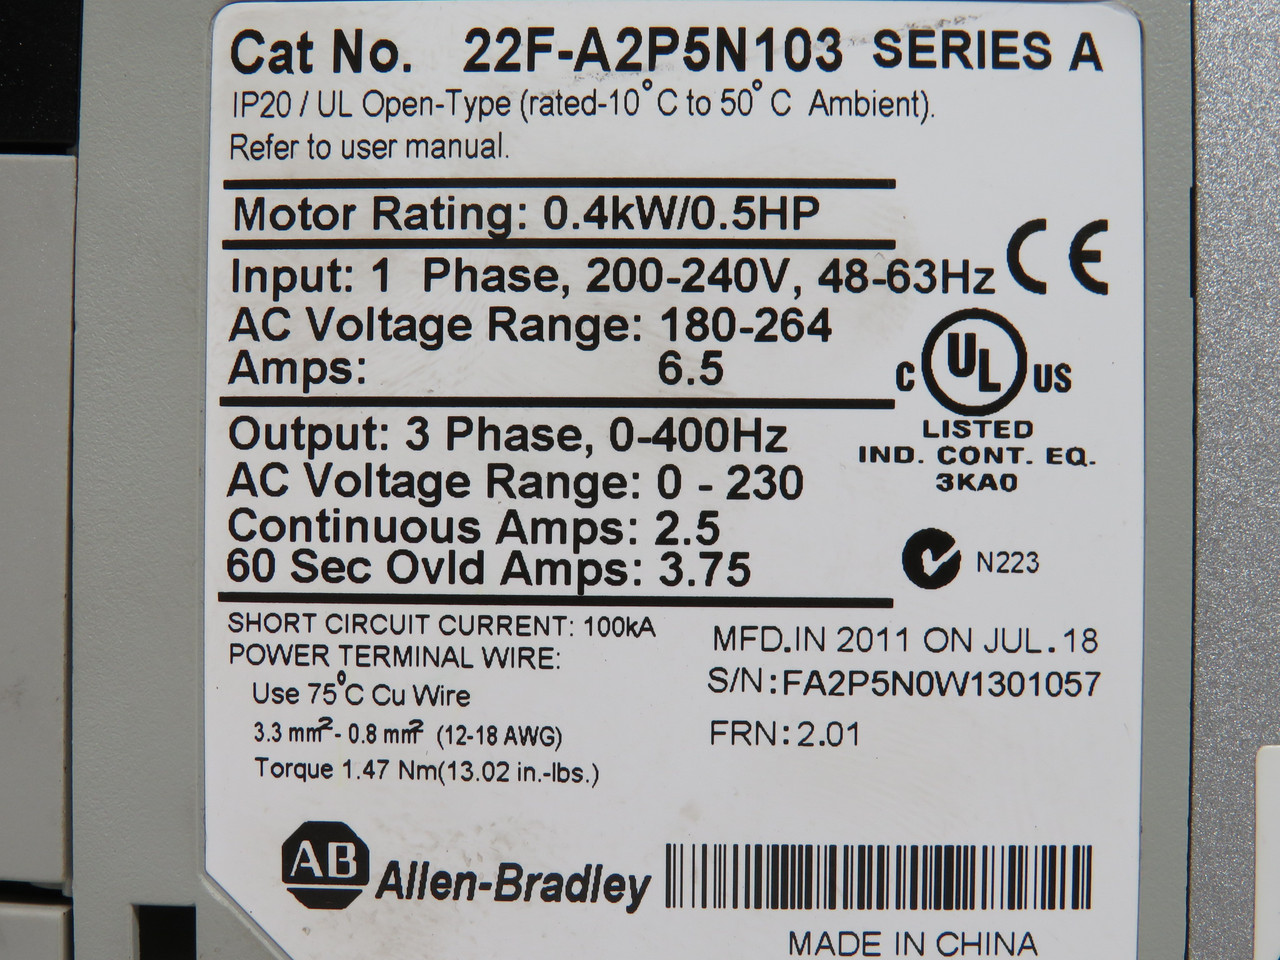 Cat No. 22F-A2P5N103 SERIES A
IP20 / UL Open-Type (rated-10°C to 50°C Ambient).
Refer to user manual.
Motor Rating: 0.4kW/0.5HP
Input: 1 Phase, 200-240V, 48-63Hz
CE
AC Voltage Range: 180-264
Amps: 6.5
C UL US
LISTED
IND. CONT. EQ.
3KA0
Output: 3 Phase, 0-400Hz
AC Voltage Range: 0 - 230
Continuous Amps: 2.5
60 Sec Ovld Amps: 3.75
N223
SHORT CIRCUIT CURRENT: 100kA
POWER TERMINAL WIRE:
Use 75°C Cu Wire
3.3 mm²- 0.8 mm² (12-18 AWG)
Torque 1.47 Nm(13.02 in.-lbs.)
MFD.IN 2011 ON JUL.18
S/N:FA2P5N0W1301057
FRN:2.01
AB Allen-Bradley
MADE IN CHINA